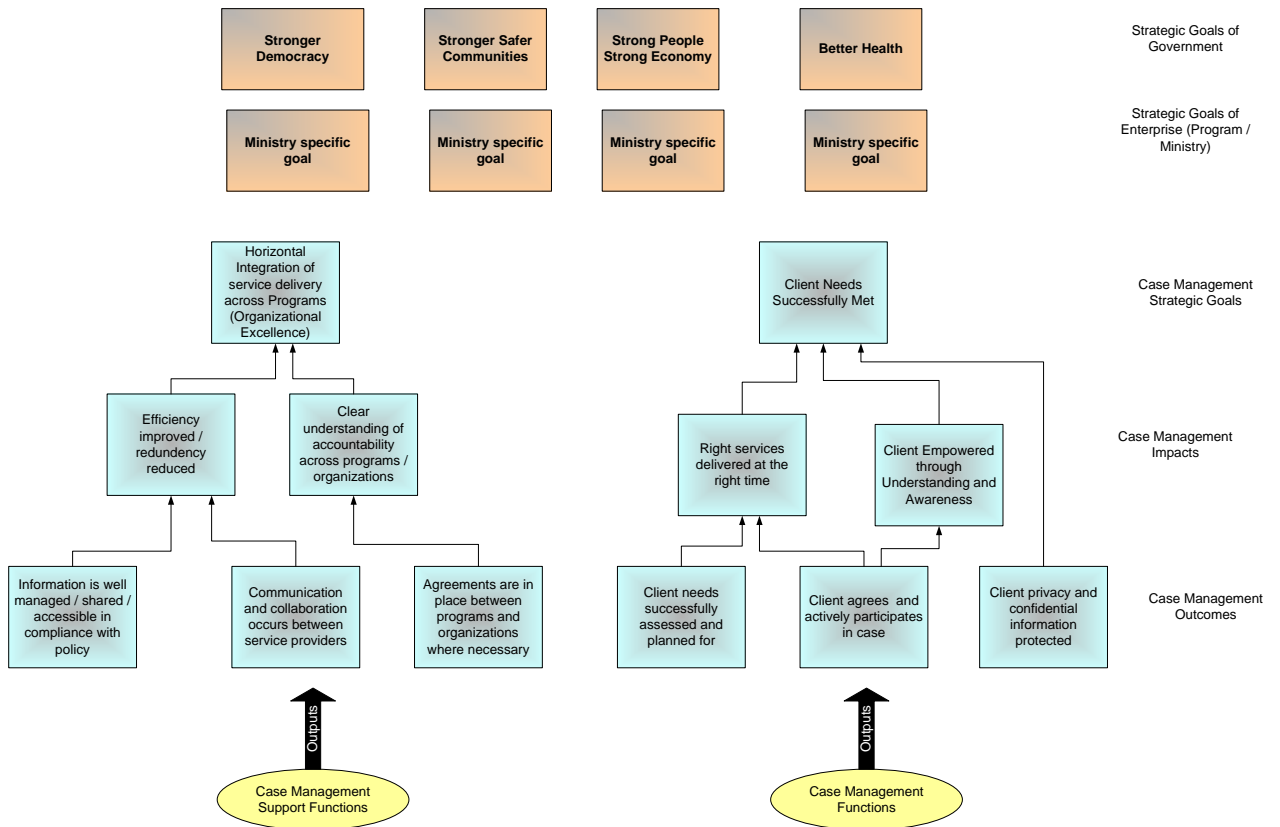 Stronger
Democracy
Stronger Safer
Communities
Strong People
Strong Economy
Better Health
Strategic Goals of
Government
Ministry specific
goal
Ministry specific
goal
Ministry specific
goal
Ministry specific
goal
Strategic Goals of
Enterprise (Program /
Ministry)
Horizontal
Integration of
service delivery
across Programs
(Organizational
Excellence)
Client Needs
Successfully Met
Case Management
Strategic Goals
Efficiency
improved /
redundency
reduced
Clear
understanding of
accountability
across programs /
organizations
Right services
delivered at the
right time
Client Empowered
through
Understanding and
Awareness
Case Management
Impacts
Information is well
managed / shared /
accessible in
compliance with
policy
Communication
and collaboration
occurs between
service providers
Agreements are in
place between
programs and
organizations
where necessary
Client needs
successfully
assessed and
planned for
Client agrees and
actively participates
in case
Client privacy and
confidential
information
protected
Case Management
Outcomes
Outputs
Outputs
Case Management
Support Functions
Case Management
Functions